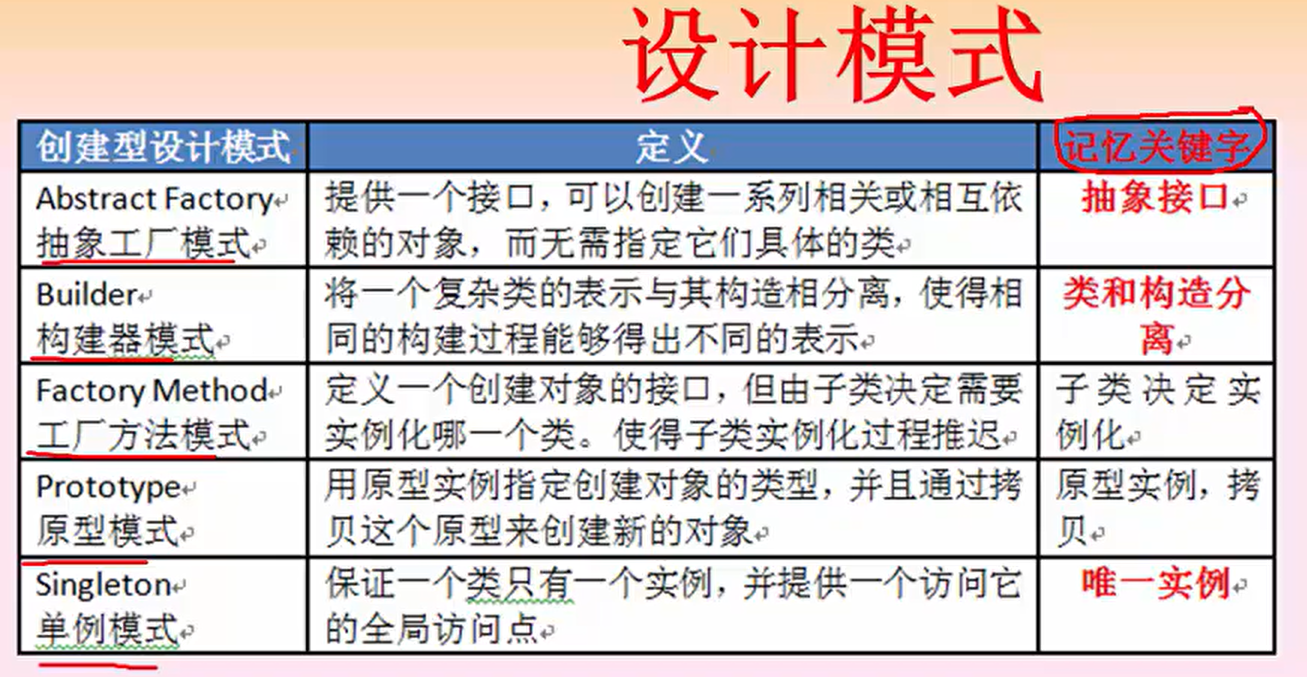 设计模式
创建型设计模式 定义 记忆关键字
Abstract Factory 提供一个接口，可以创建一系列相关或相互依 抽象接口
抽象工厂模式 赖的对象，而无需指定它们具体的类
Builder 将一个复杂类的表示与其构造相分离，使得相 类和构造分
构建器模式 同的构建过程能够得出不同的表示 离
Factory Method 定义一个创建对象的接口，但由子类决定需要 子类决定实
工厂方法模式 实例化哪一个类。使得子类实例化过程推迟 例化
Prototype 用原型实例指定创建对象的类型，并且通过拷 原型实例，拷
原型模式 贝这个原型来创建新的对象 贝
Singleton 保证一个类只有一个实例，并提供一个访问它 唯一实例
单例模式 的全局访问点